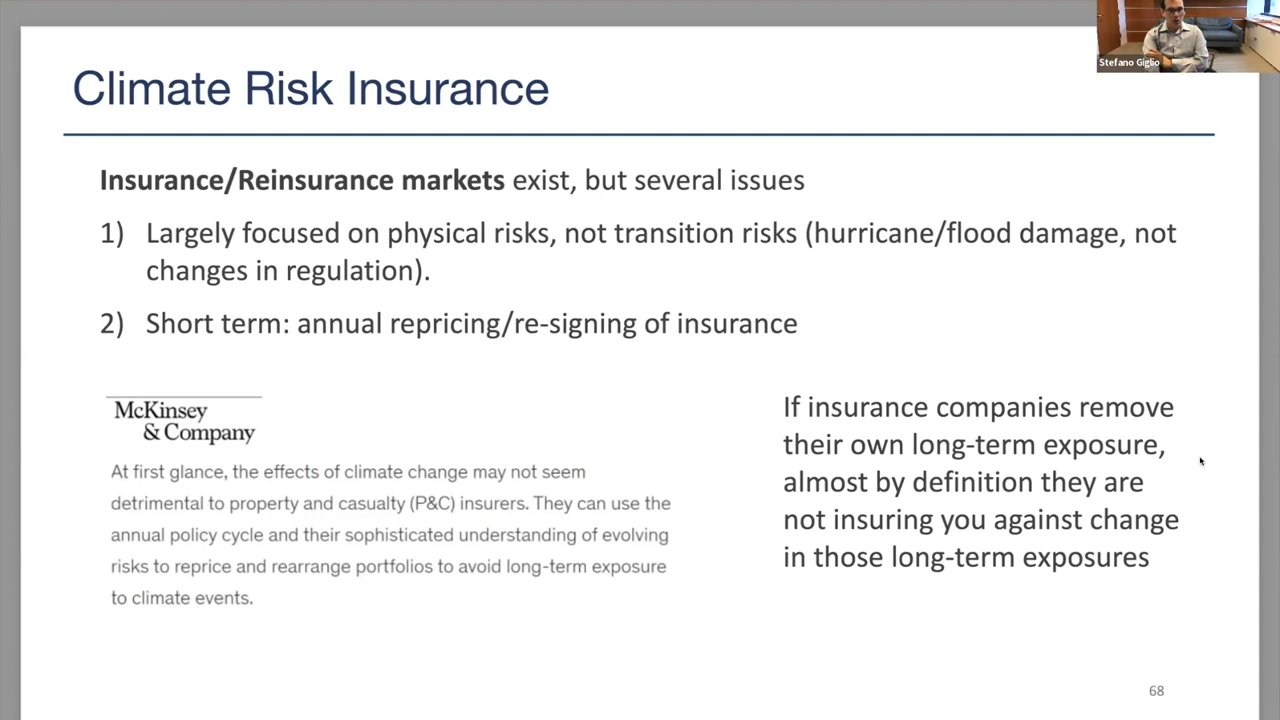 Stefano Giglio
Climate Risk Insurance
Insurance/Reinsurance markets exist, but several issues
1) Largely focused on physical risks, not transition risks (hurricane/flood damage, not
changes in regulation).
2) Short term: annual repricing/re-signing of insurance
McKinsey
& Company
At first glance, the effects of climate change may not seem
detrimental to property and casualty (P&C) insurers. They can use the
annual policy cycle and their sophisticated understanding of evolving
risks to reprice and rearrange portfolios to avoid long-term exposure
to climate events.
If insurance companies remove
their own long-term exposure,
almost by definition they are
not insuring you against change
in those long-term exposures
68